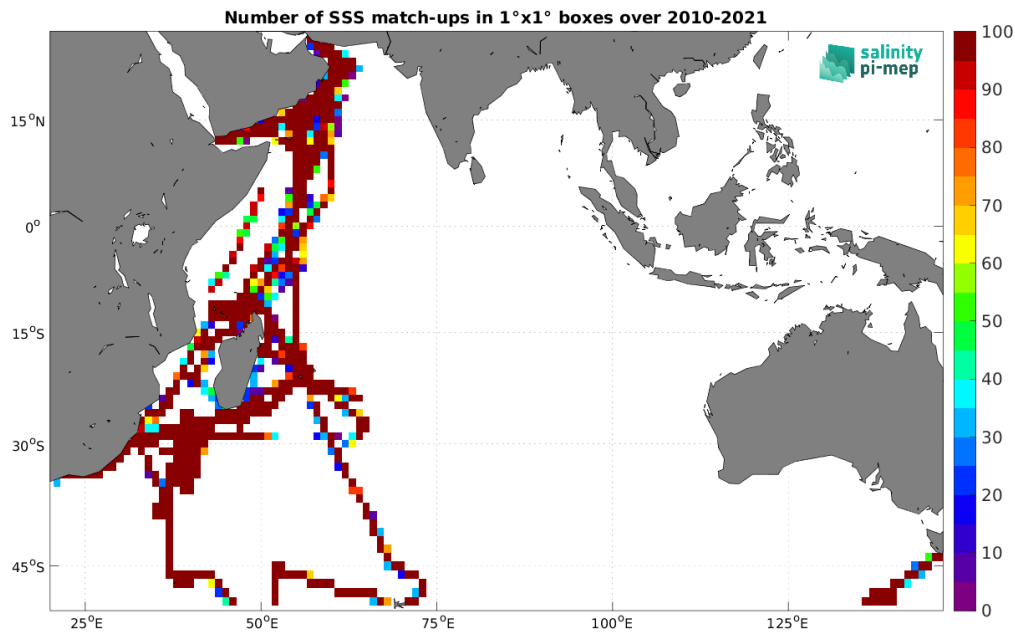 Number of SSS match-ups in 1°x1° boxes over 2010-2021
salinity
pi-mep
15°N
0°
15°S
30°S
45°S
25°E
50°E
75°E
100°E
125°E
100
90
80
70
60
50
40
30
20
10
0